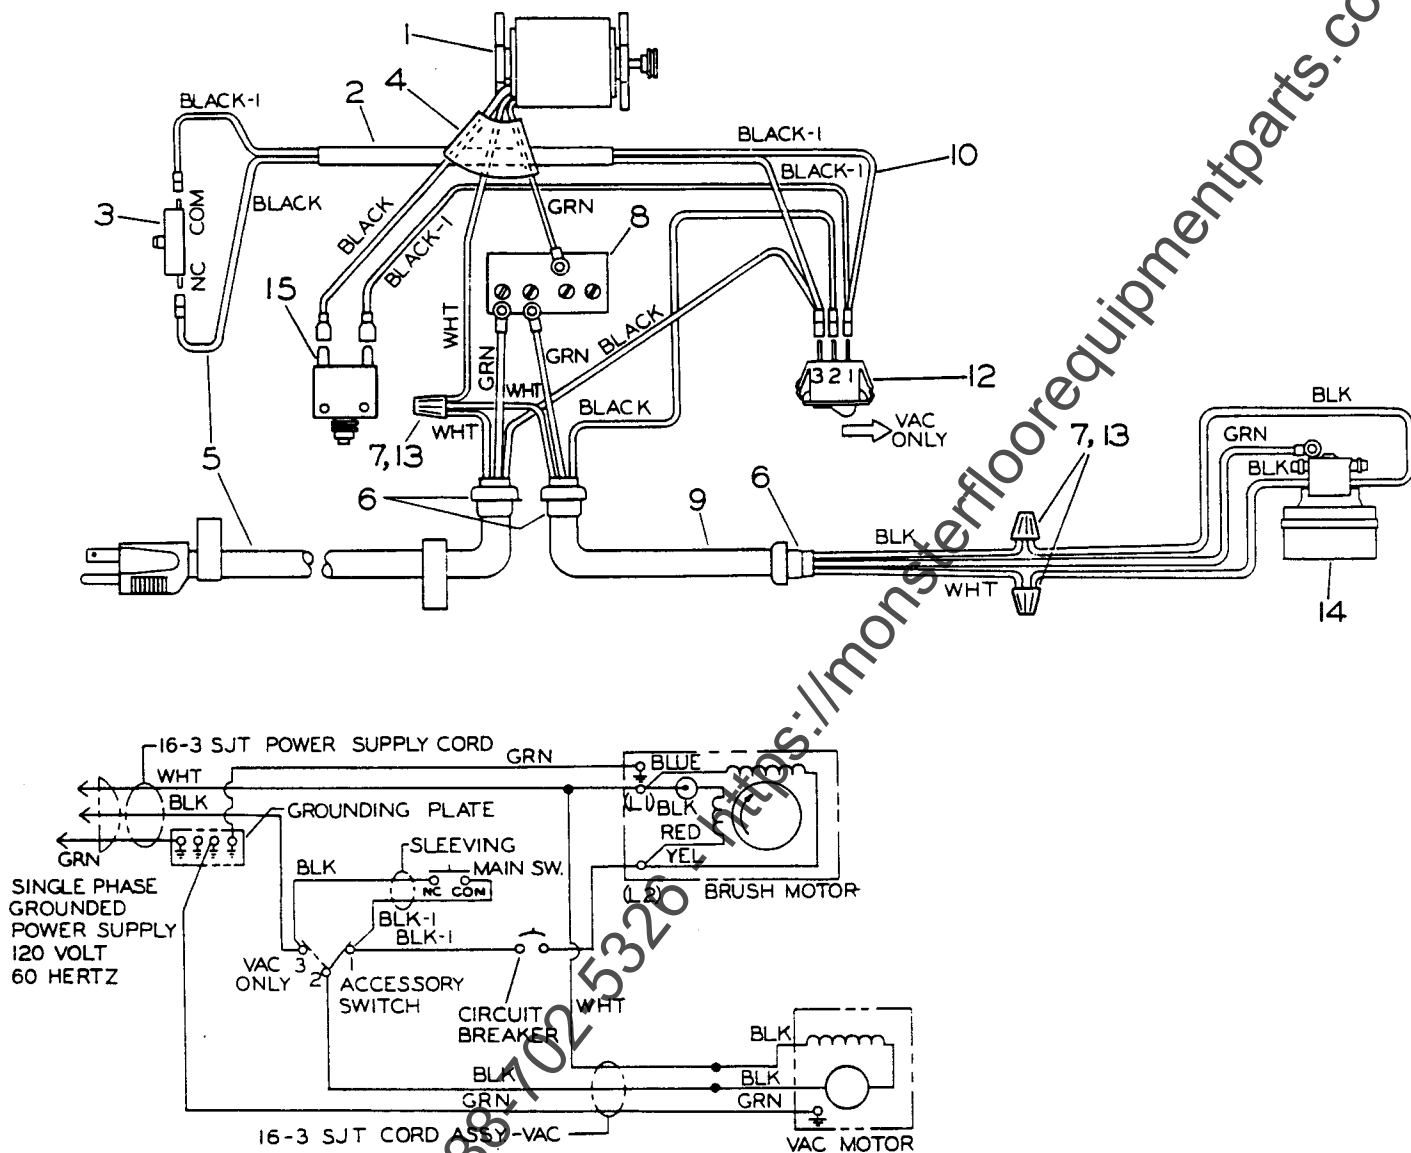 1
4
2
BLACK-1
BLACK-1
10
BLACK-1
3
COM
NC
BLACK
BLACK
BLACK-1
GRN
8
15
WHT
GRN
GRN
BLACK
WHT
BLACK
WHT
7, 13
3 2 1
12
VAC
ONLY
BLK
GRN
BLK
7, 13
5
6
9
6
BLK
WHT
14
16-3 SJT POWER SUPPLY CORD
GRN
WHT
BLK
GROUNDING PLATE
GRN
BLUE
(L1)
BLK
RED
YEL
(L2)
BRUSH MOTOR
SLEEVING
BLK
MAIN SW.
NC COM
SINGLE PHASE
GROUNDED
POWER SUPPLY
120 VOLT
60 HERTZ
BLK-1
BLK-1
VAC
ONLY
3
2
1
ACCESSORY
SWITCH
CIRCUIT
BREAKER
WHT
BLK
BLK
BLK
GRN
GRN
16-3 SJT CORD ASSY-VAC
VAC MOTOR
88-702-5326 - https://monsterfloorequipmentparts.co